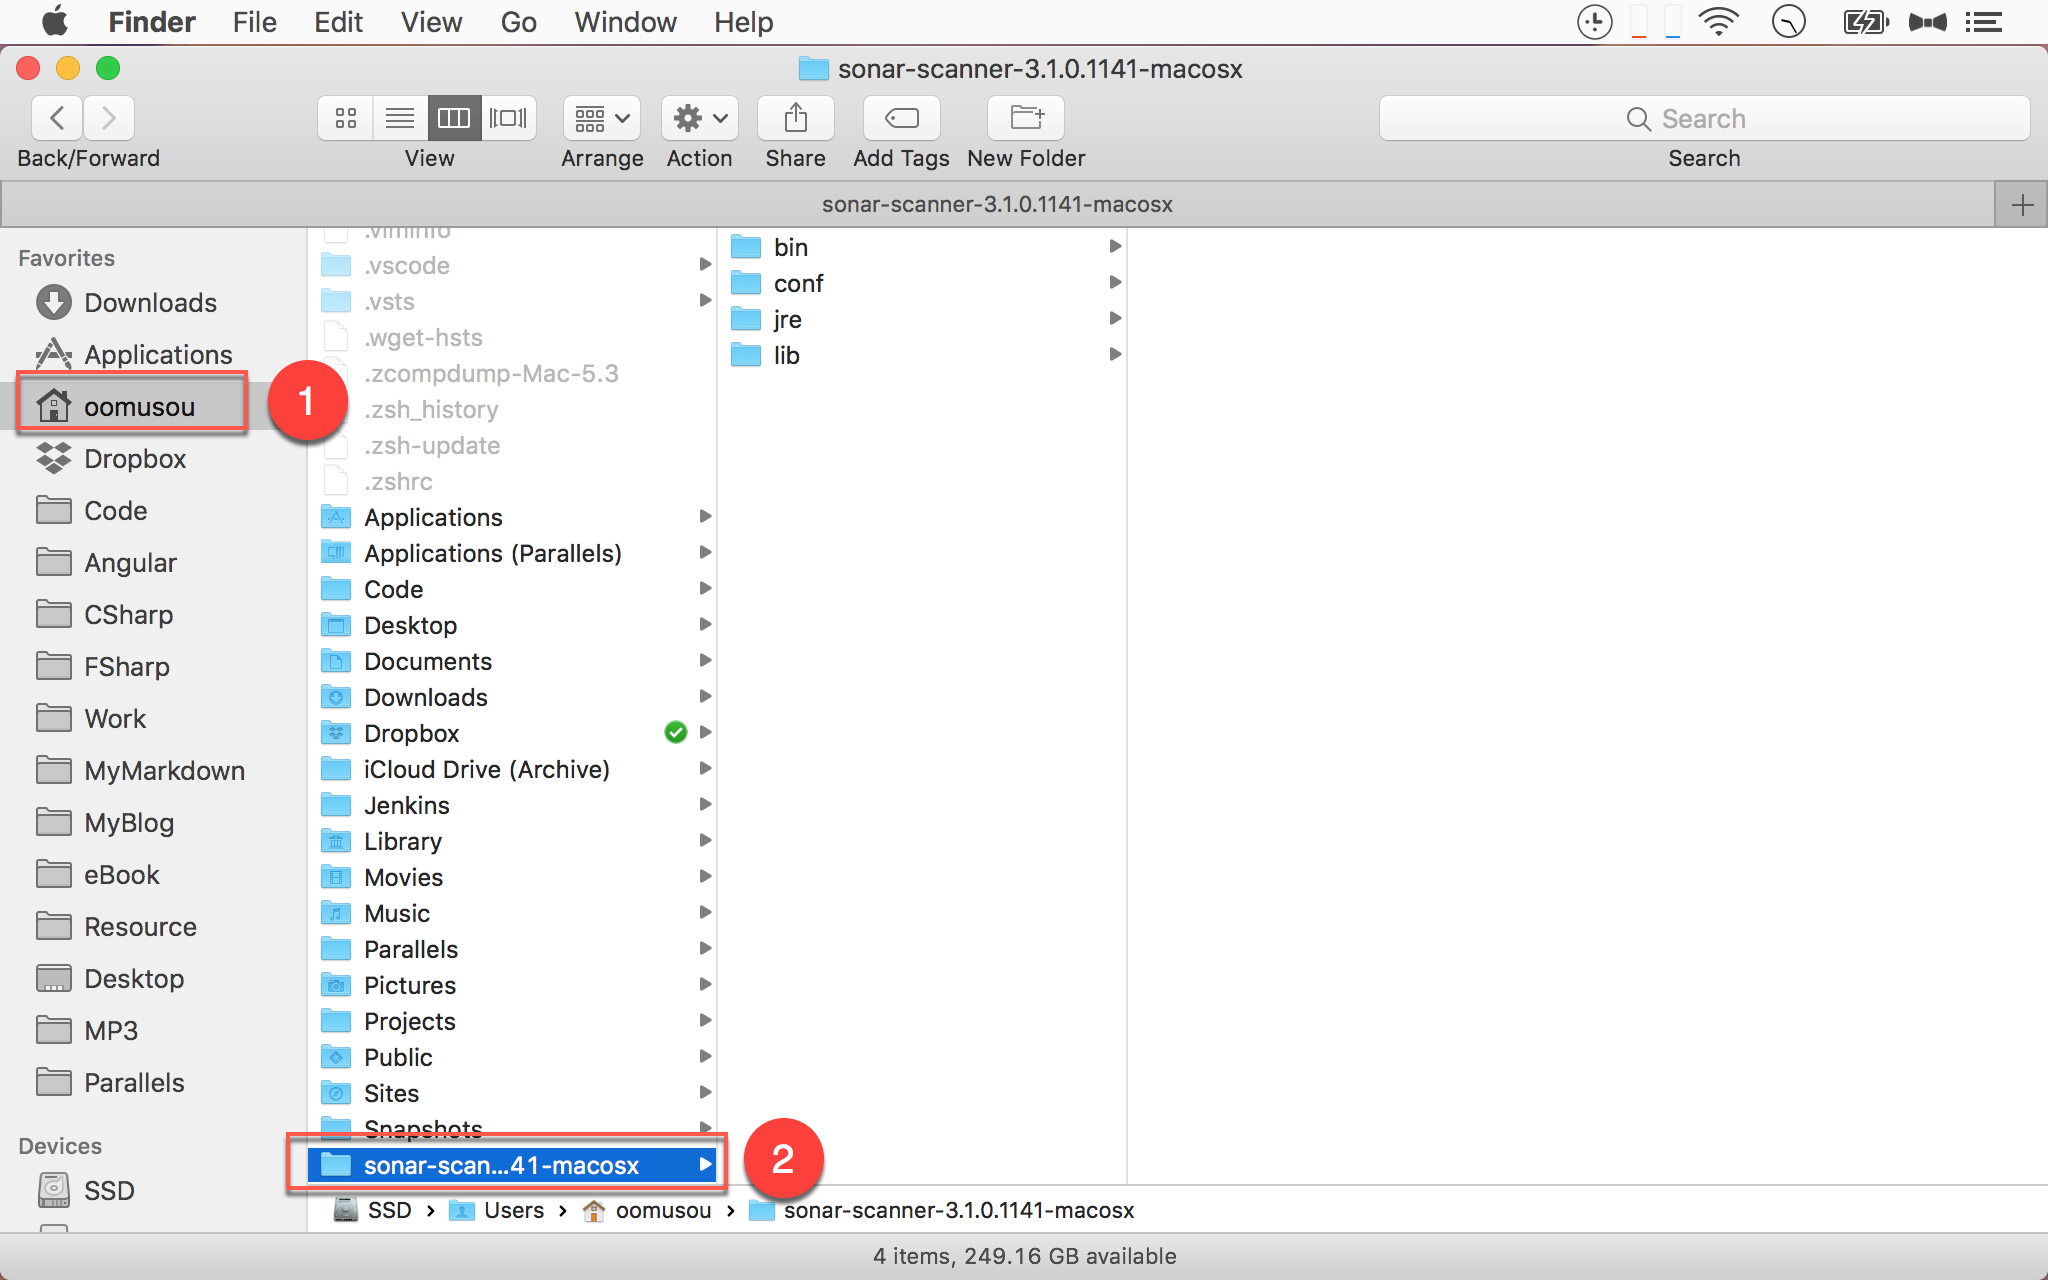 Finder File Edit View Go Window Help
sonar-scanner-3.1.0.1141-macosx
Search
Back/Forward View Arrange Action Share Add Tags New Folder Search
sonar-scanner-3.1.0.1141-macosx
Favorites
Downloads
Applications
oomusou
1
Dropbox
Code
Angular
CSharp
FSharp
Work
MyMarkdown
MyBlog
eBook
Resource
Desktop
MP3
Parallels
Devices
SSD
.viminfo
.vscode
.vsts
.wget-hsts
.zcompdump-Mac-5.3
.zsh_history
.zsh-update
.zshrc
Applications
Applications (Parallels)
Code
Desktop
Documents
Downloads
Dropbox
iCloud Drive (Archive)
Jenkins
Library
Movies
Music
Parallels
Pictures
Projects
Public
Sites
Snapshots
sonar-scan...41-macosx
2
bin
conf
jre
lib
SSD › Users › oomusou › sonar-scanner-3.1.0.1141-macosx
4 items, 249.16 GB available